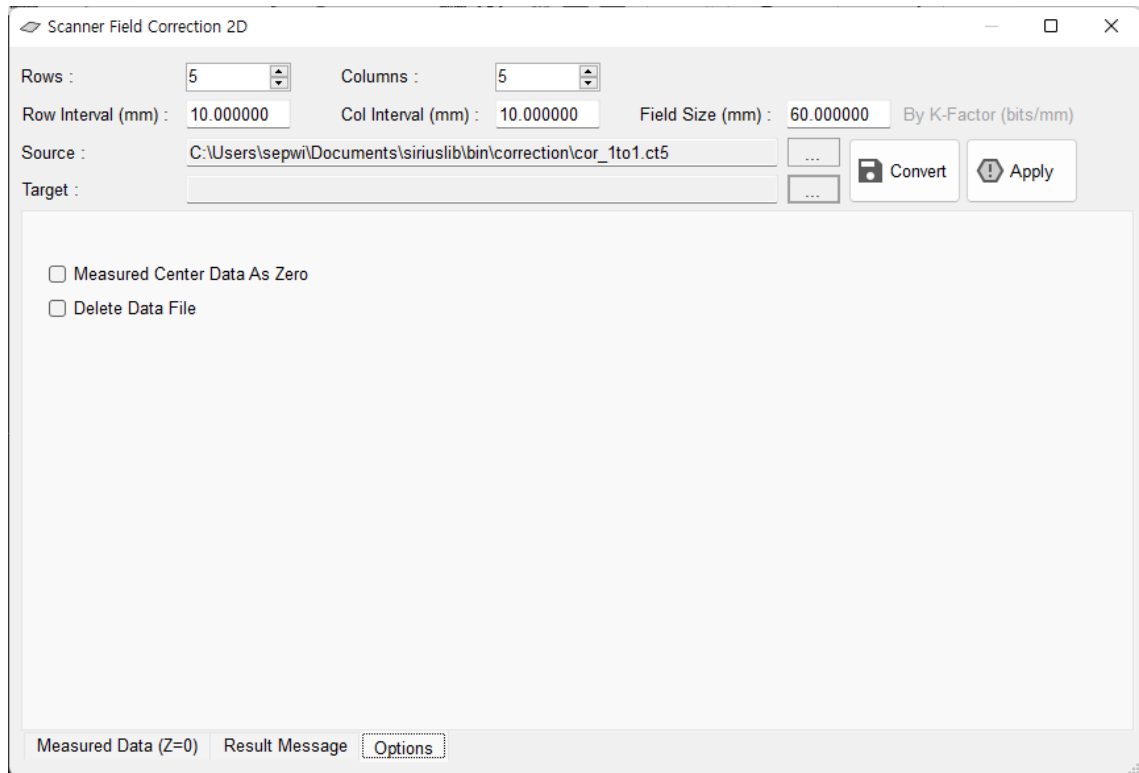 Scanner Field Correction 2D
Rows : 5 Columns : 5
Row Interval (mm) : 10.000000 Col Interval (mm) : 10.000000 Field Size (mm) : 60.000000 By K-Factor (bits/mm)
Source : C:\Users\sepwi\Documents\siriuslib\bin\correction\cor_1to1.ct5 ... Convert Apply
Target : ...
Measured Center Data As Zero
Delete Data File
Measured Data (Z=0) Result Message Options